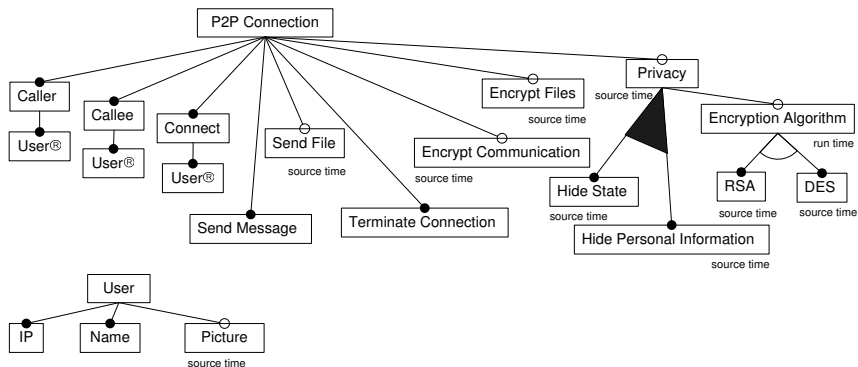 P2P Connection
Privacy
source time
Caller
Callee
Connect
Encrypt Files
source time
Encryption Algorithm
run time
User®
User®
User®
Send File
source time
Encrypt Communication
source time
Hide State
source time
RSA
source time
DES
source time
Send Message
Terminate Connection
Hide Personal Information
source time
User
IP
Name
Picture
source time